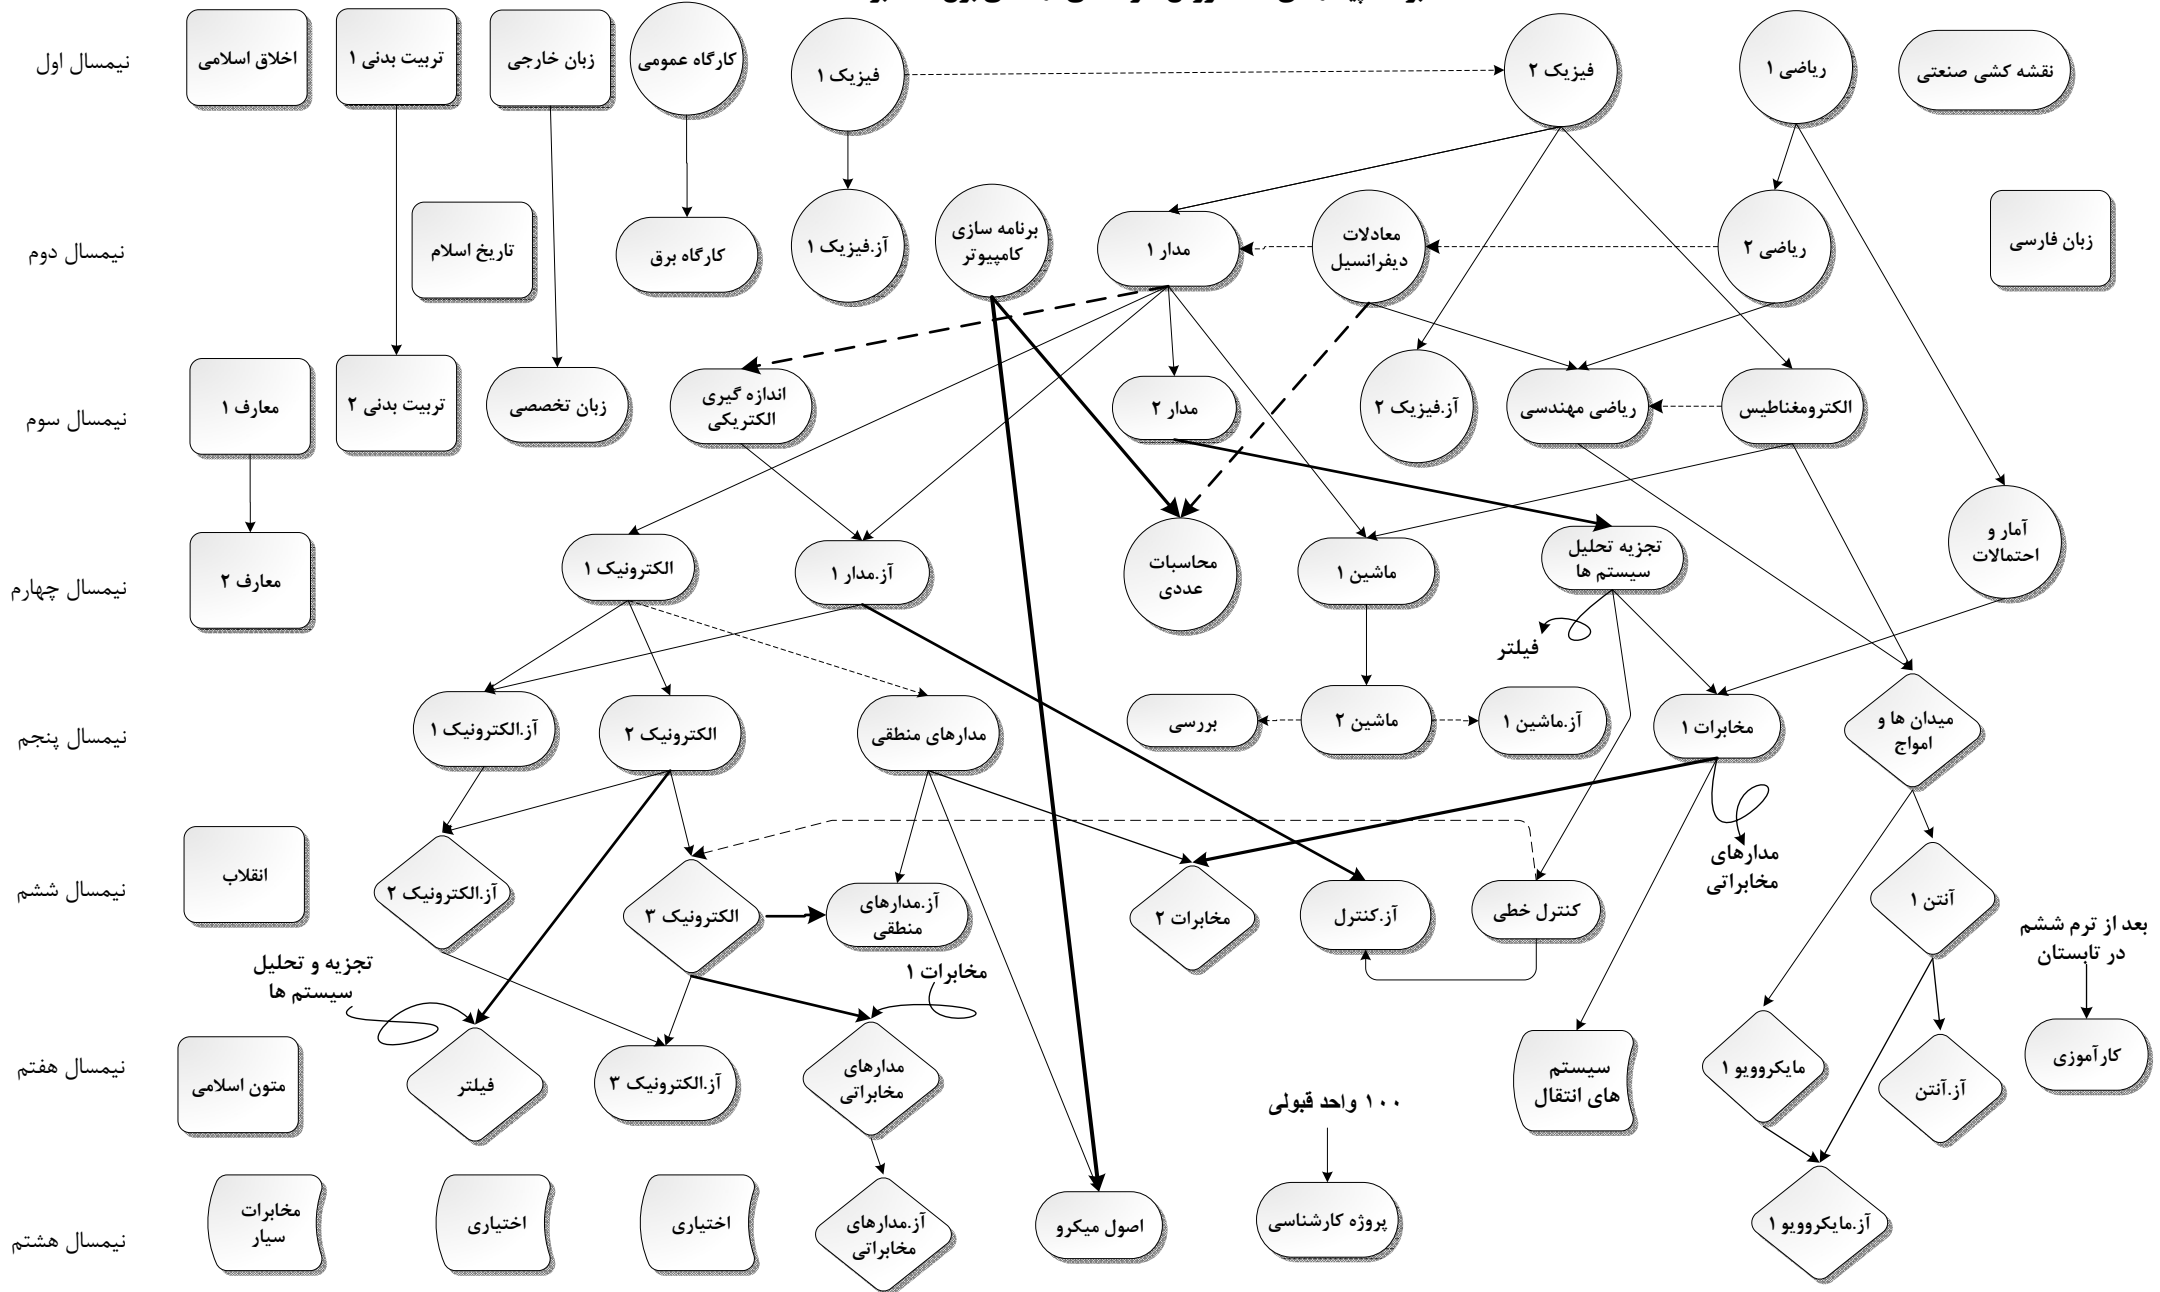 نیمسال اول
نقشه کشی صنعتی
ریاضی ۱
فیزیک ۲
فیزیک ۱
کارگاه عمومی
زبان خارجی
تربیت بدنی ۱
اخلاق اسلامی
نیمسال دوم
زبان فارسی
ریاضی ۲
معادلات
دیفرانسیل
مدار ۱
برنامه سازی
کامپیوتر
آز.فیزیک ۱
کارگاه برق
تاریخ اسلام
نیمسال سوم
الکترومغناطیس
ریاضی مهندسی
آز.فیزیک ۲
مدار ۲
اندازه گیری
الکتریکی
زبان تخصصی
تربیت بدنی ۲
معارف ۱
نیمسال چهارم
آمار و
احتمالات
تجزیه تحلیل
سیستم ها
فیلتر
ماشین ۱
محاسبات
عددی
آز.مدار ۱
الکترونیک ۱
معارف ۲
نیمسال پنجم
میدان ها و
امواج
مخابرات ۱
آز.ماشین ۱
ماشین ۲
بررسی
مدارهای منطقی
الکترونیک ۲
آز.الکترونیک ۱
مدارهای
مخابراتی
نیمسال ششم
بعد از ترم ششم
در تابستان
آنتن ۱
کنترل خطی
آز.کنترل
مخابرات ۲
آز.مدارهای
منطقی
الکترونیک ۳
آز.الکترونیک ۲
انقلاب
مخابرات ۱
تجزیه و تحلیل
سیستم ها
نیمسال هفتم
کارآموزی
آز.آنتن
مایکروویو ۱
سیستم
های انتقال
۱۰۰ واحد قبولی
مدارهای
مخابراتی
آز.الکترونیک ۳
فیلتر
متون اسلامی
نیمسال هشتم
آز.مایکروویو ۱
پروژه کارشناسی
اصول میکرو
آز.مدارهای
مخابراتی
اختیاری
اختیاری
مخابرات
سیار